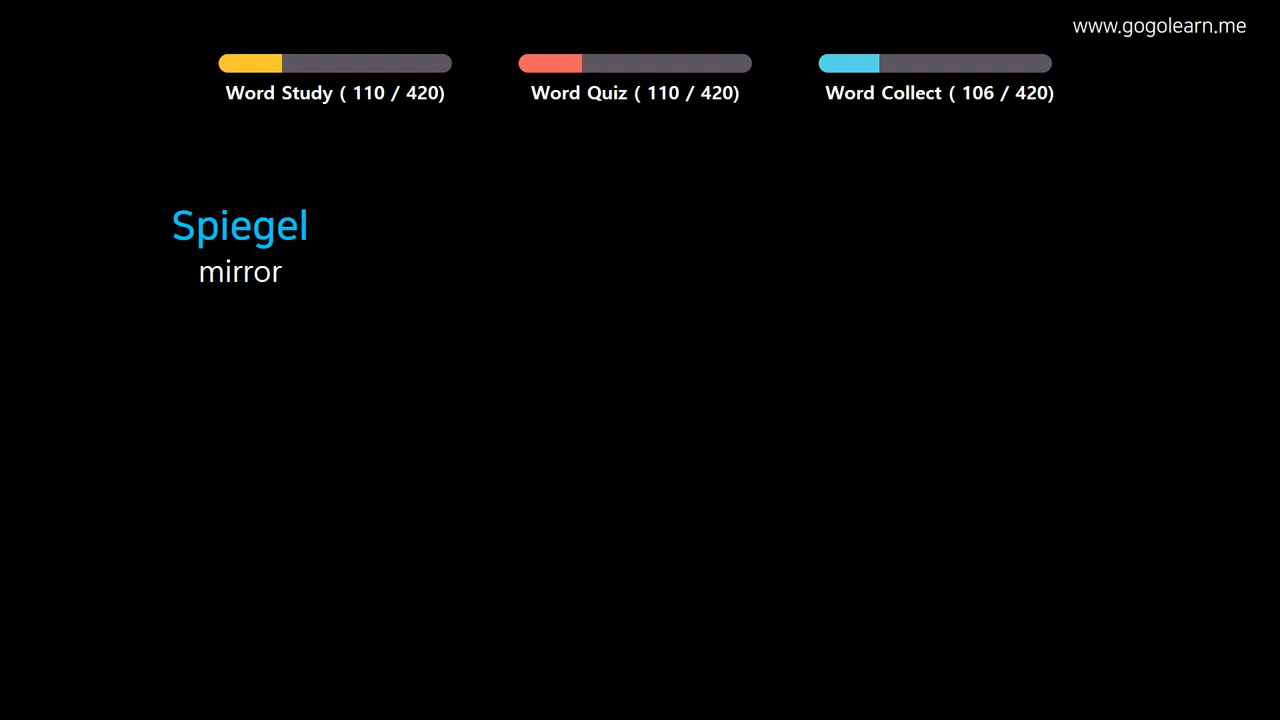 www.gogolearn.me
Word Study ( 110 / 420)
Word Quiz ( 110 / 420)
Word Collect ( 106 / 420)
Spiegel
mirror